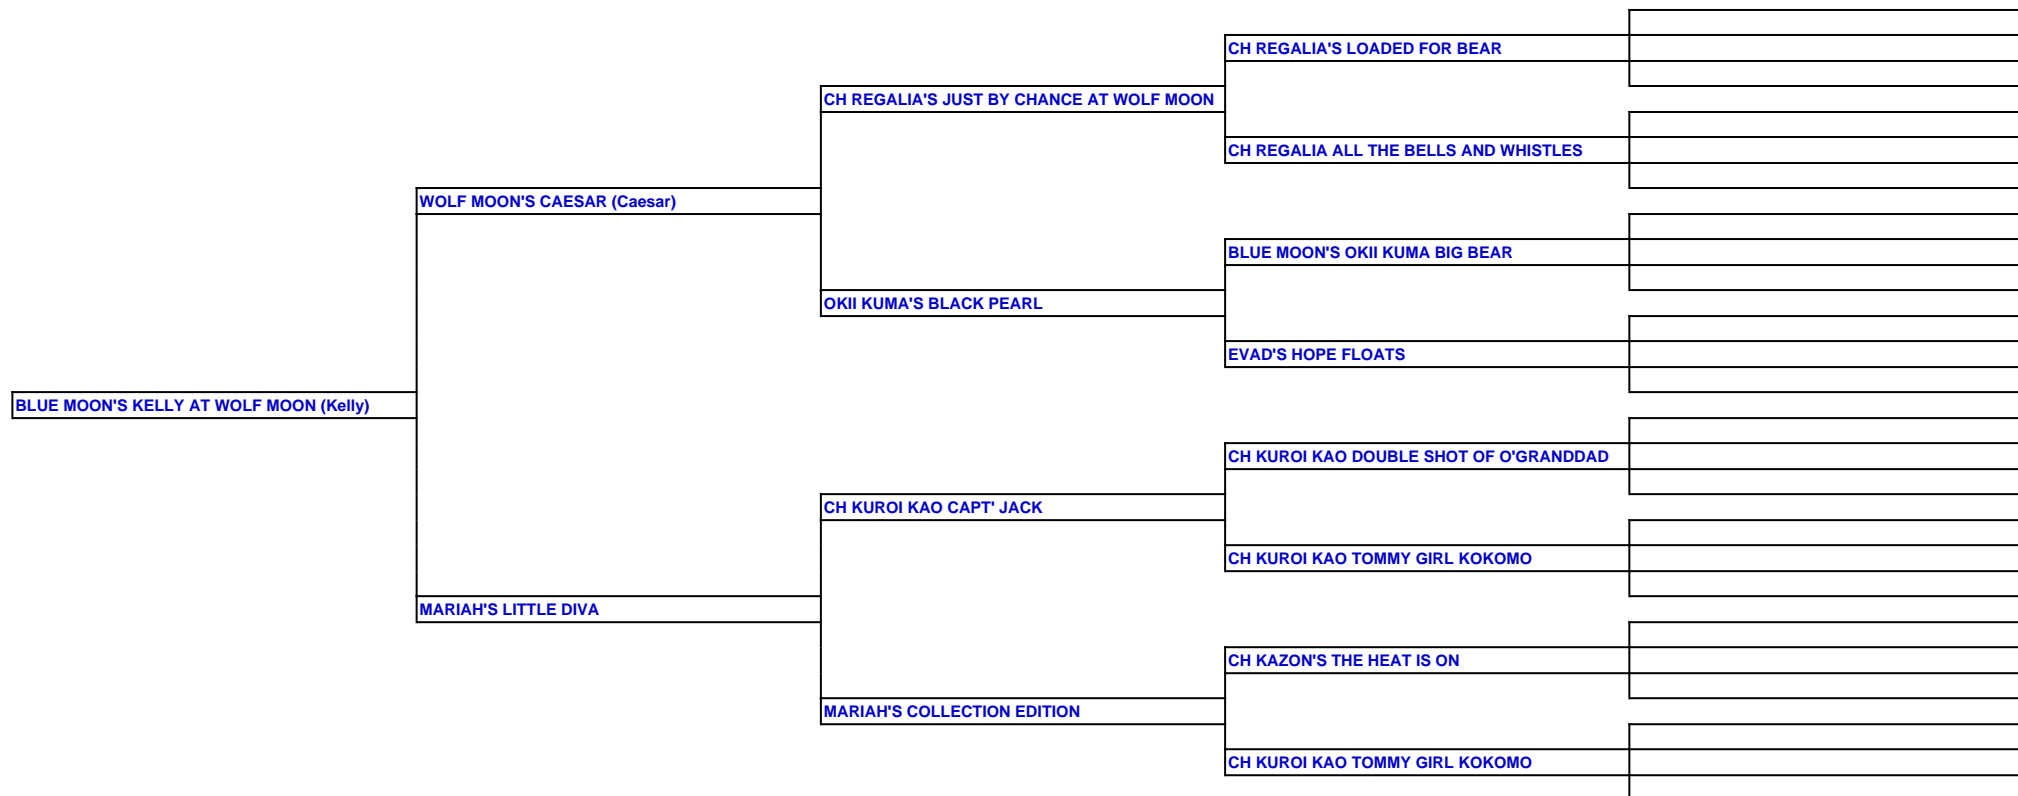 CH REGALIA'S LOADED FOR BEAR
CH REGALIA'S JUST BY CHANCE AT WOLF MOON
CH REGALIA ALL THE BELLS AND WHISTLES
WOLF MOON'S CAESAR (Caesar)
BLUE MOON'S OKII KUMA BIG BEAR
OKII KUMA'S BLACK PEARL
EVAD'S HOPE FLOATS
BLUE MOON'S KELLY AT WOLF MOON (Kelly)
CH KUROI KAO DOUBLE SHOT OF O'GRANDDAD
CH KUROI KAO CAPT' JACK
CH KUROI KAO TOMMY GIRL KOKOMO
MARIAH'S LITTLE DIVA
CH KAZON'S THE HEAT IS ON
MARIAH'S COLLECTION EDITION
CH KUROI KAO TOMMY GIRL KOKOMO